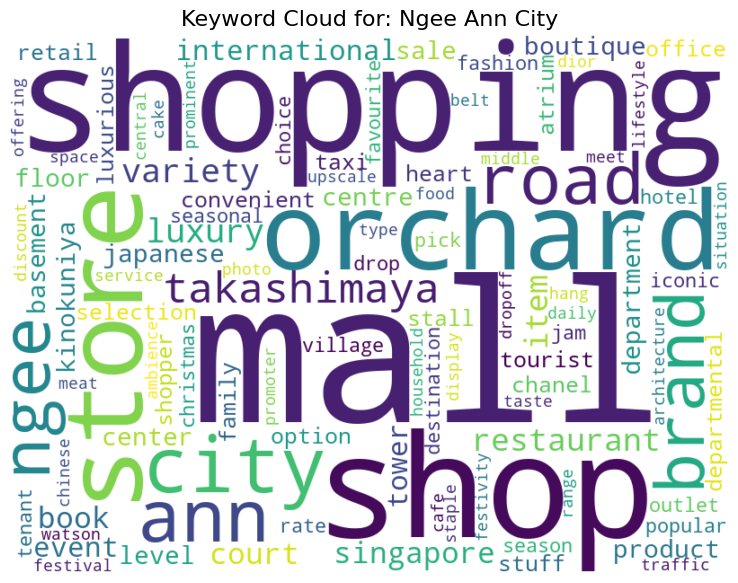 Keyword Cloud for: Ngee Ann City
retail
international
sale
boutique
office
shopping
fashion
dior
offering
luxurious
central
cake
prominent
choice
favourite
belt
atrium
lifestyle
space
variety
taxi
upscale
heart
middle
meet
floor
convenient
centre
food
road
hotel
situation
discount
basement
kinokuniya
store
seasonal
luxury
japanese
type
pick
orchard
department
service
photo
drop
takashimaya
selection
ambience
shopper
christmas
mall
village
stall
household
display
dropoff
item
hang
daily
jam
tourist
chanel
taste
iconic
architecture
brand
departmental
ngee
meat
family
promoter
destination
center
option
tower
restaurant
city
chinese
tenant
book
ann
shop
cafe
staple
festivity
range
outlet
popular
watson
event
festival
level
rate
court
singapore
season
stuff
product
traffic